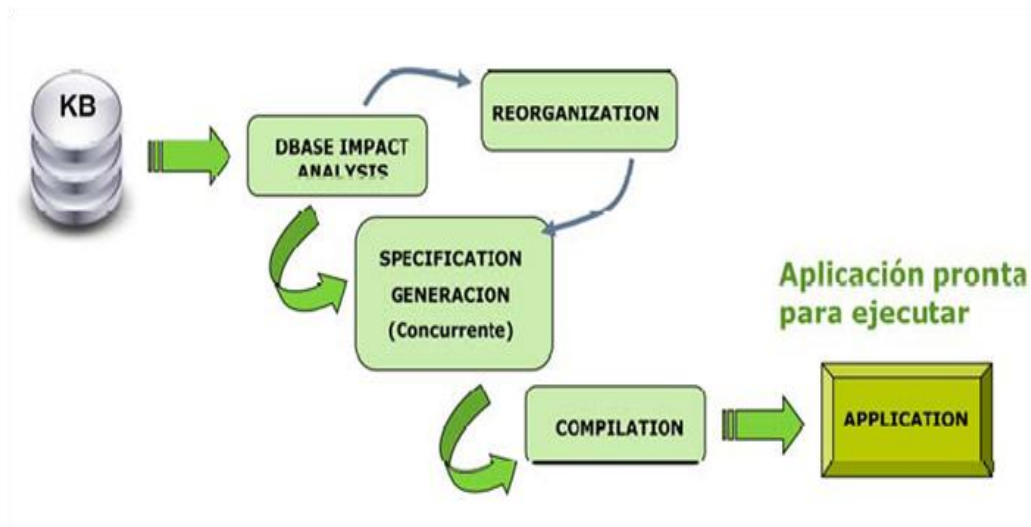 KB
DBASE IMPACT
ANALYSIS
REORGANIZATION
SPECIFICATION
GENERACION
(Concurrente)
COMPILATION
Aplicación pronta
para ejecutar
APPLICATION